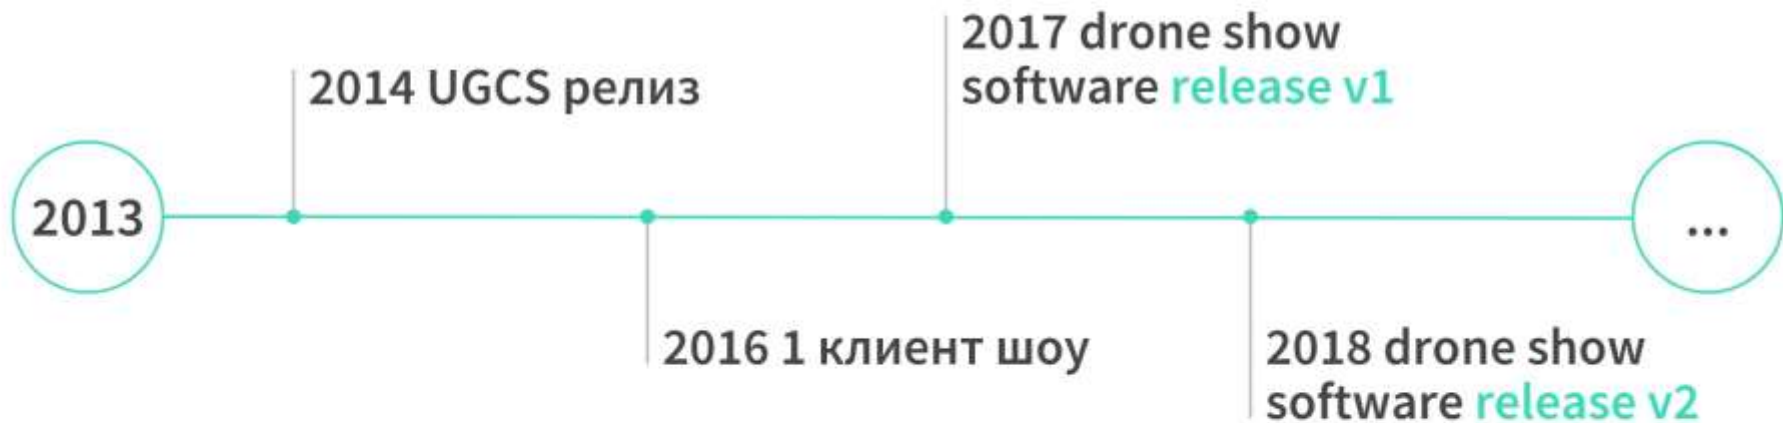 2017 drone show
software release v1
2014 UGCS релиз
2013
...
2016 1 клиент шоу
2018 drone show
software release v2